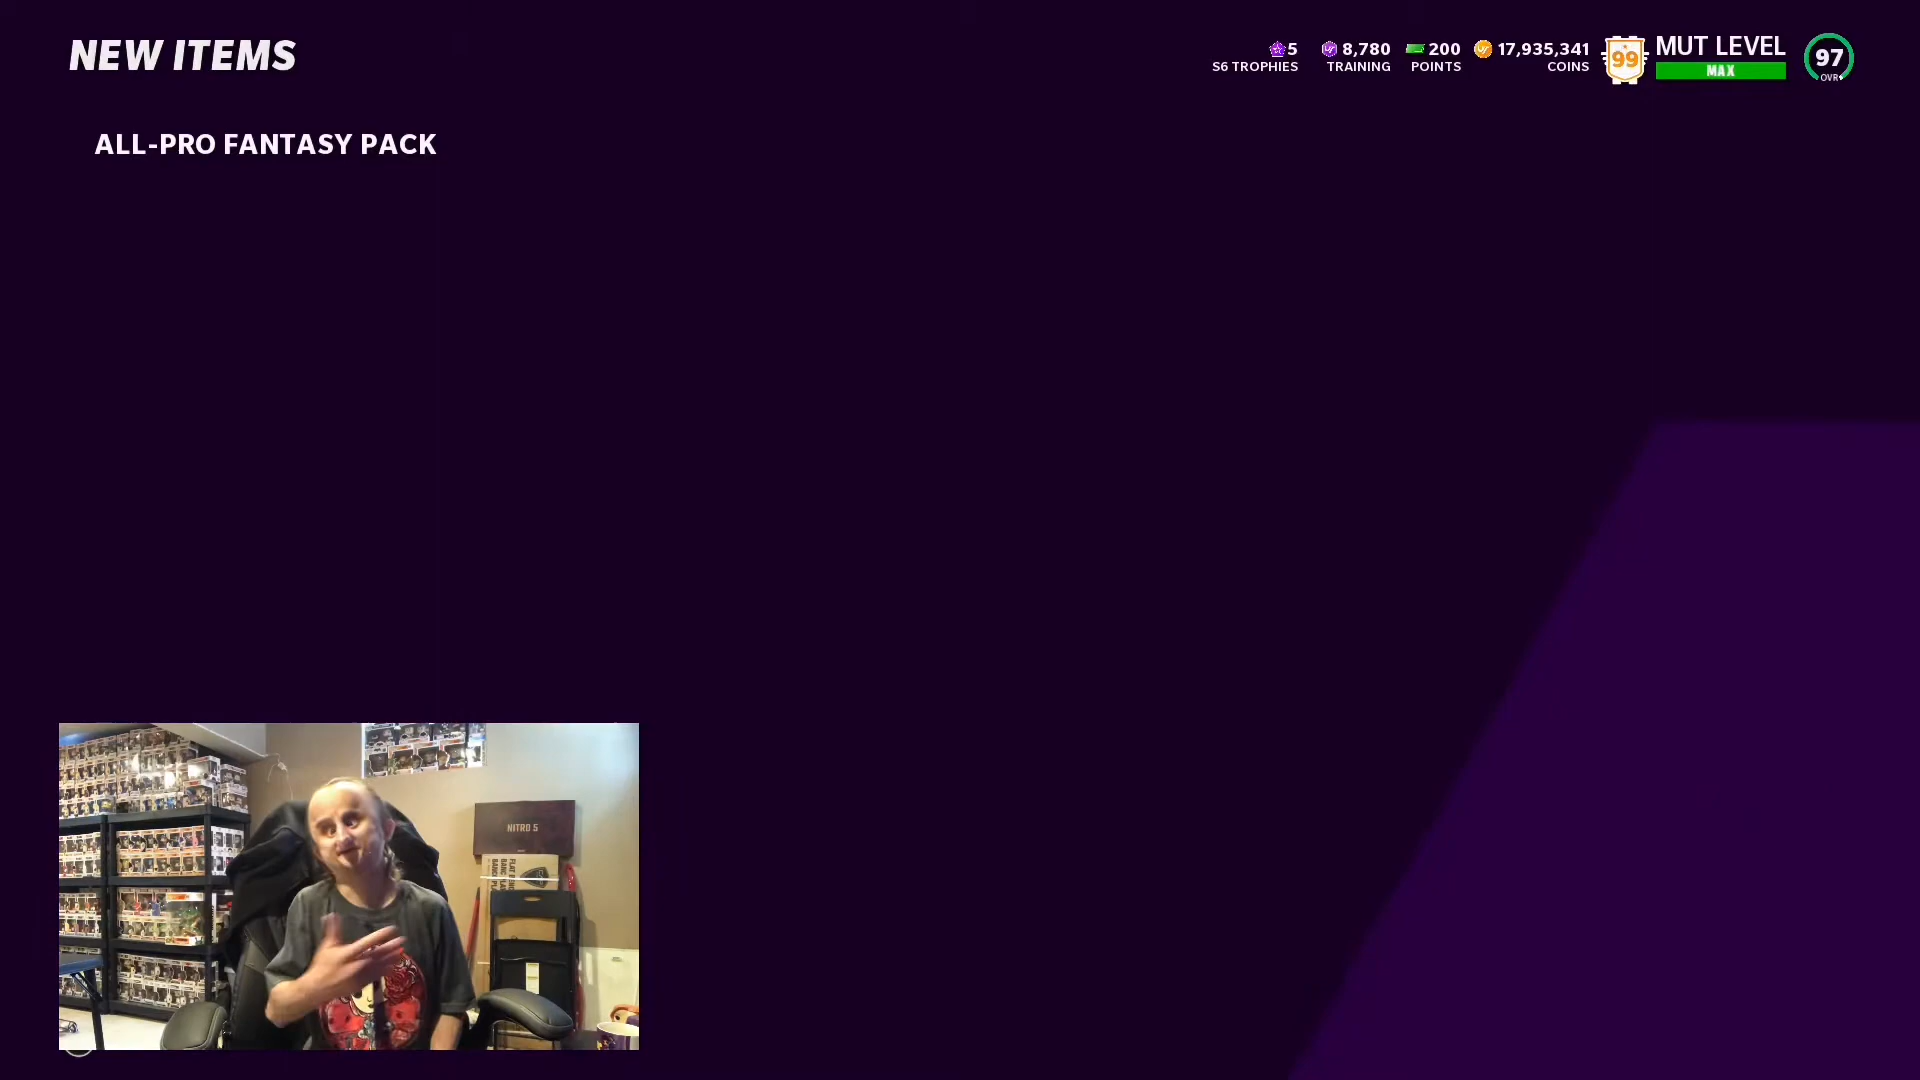 NEW ITEMS
5
S6 TROPHIES
8,780
TRAINING
200
POINTS
17,935,341
COINS
99
MUT LEVEL
MAX
97
OVR
ALL-PRO FANTASY PACK
NITRO 5